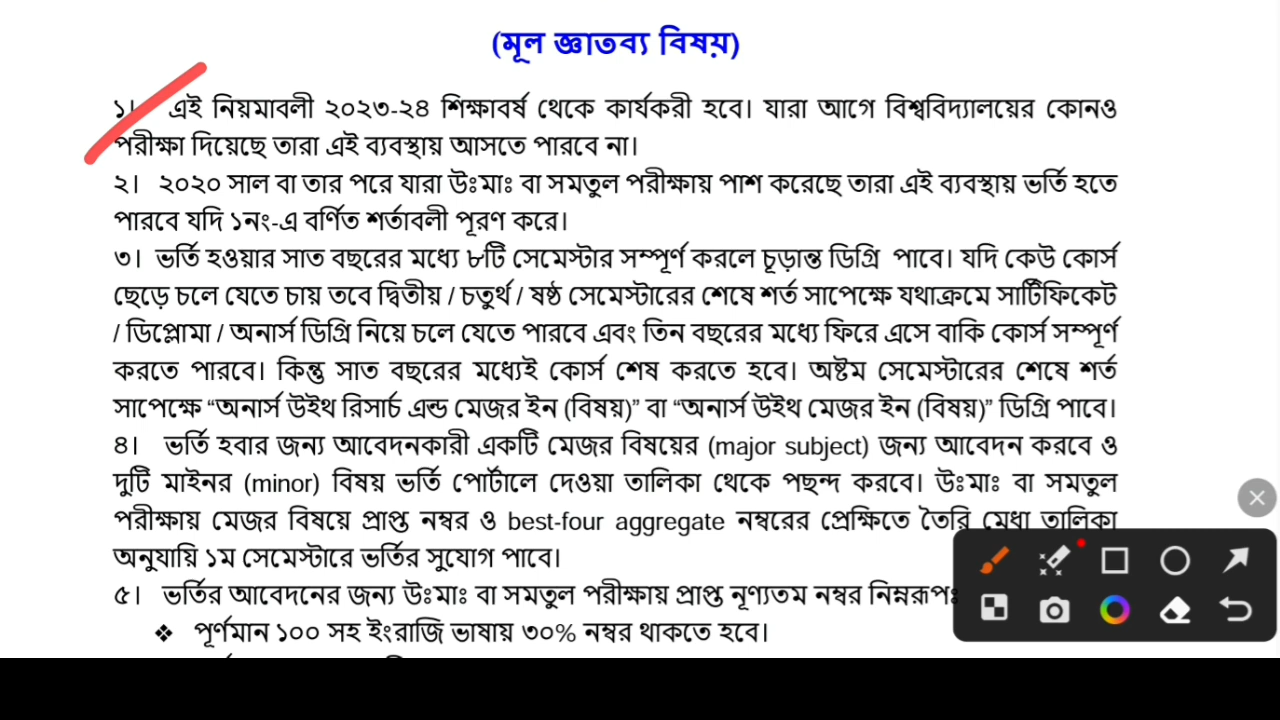 (মূল জ্ঞাতব্য বিষয়)
১। এই নিয়মাবলী ২০২৩-২৪ শিক্ষাবর্ষ থেকে কার্যকরী হবে। যারা আগে বিশ্ববিদ্যালয়ের কোনও
পরীক্ষা দিয়েছে তারা এই ব্যবস্থায় আসতে পারবে না।
২। ২০২০ সাল বা তার পরে যারা উঃমাঃ বা সমতুল পরীক্ষায় পাশ করেছে তারা এই ব্যবস্থায় ভর্তি হতে
পারবে যদি ১নং-এ বর্ণিত শর্তাবলী পূরণ করে।
৩। ভর্তি হওয়ার সাত বছরের মধ্যে ৮টি সেমেস্টার সম্পূর্ণ করলে চূড়ান্ত ডিগ্রি পাবে। যদি কেউ কোর্স
ছেড়ে চলে যেতে চায় তবে দ্বিতীয় / চতুর্থ / ষষ্ঠ সেমেস্টারের শেষে শর্ত সাপেক্ষে যথাক্রমে সার্টিফিকেট
/ ডিপ্লোমা / অনার্স ডিগ্রি নিয়ে চলে যেতে পারবে এবং তিন বছরের মধ্যে ফিরে এসে বাকি কোর্স সম্পূর্ণ
করতে পারবে। কিন্তু সাত বছরের মধ্যেই কোর্স শেষ করতে হবে। অষ্টম সেমেস্টারের শেষে শর্ত
সাপেক্ষে “অনার্স উইথ রিসার্চ এন্ড মেজর ইন (বিষয়)” বা “অনার্স উইথ মেজর ইন (বিষয়)” ডিগ্রি পাবে।
৪। ভর্তি হবার জন্য আবেদনকারী একটি মেজর বিষয়ের (major subject) জন্য আবেদন করবে ও
দুটি মাইনর (minor) বিষয় ভর্তি পোর্টালে দেওয়া তালিকা থেকে পছন্দ করবে। উঃমাঃ বা সমতুল
পরীক্ষায় মেজর বিষয়ে প্রাপ্ত নম্বর ও best-four aggregate নম্বরের প্রেক্ষিতে তৈরি মেধা তালিকা
অনুযায়ি ১ম সেমেস্টারে ভর্তির সুযোগ পাবে।
৫। ভর্তির আবেদনের জন্য উঃমাঃ বা সমতুল পরীক্ষায় প্রাপ্ত নূণ্যতম নম্বর নিম্নরূপঃ
❖ পূর্ণমান ১০০ সহ ইংরাজি ভাষায় ৩০% নম্বর থাকতে হবে।